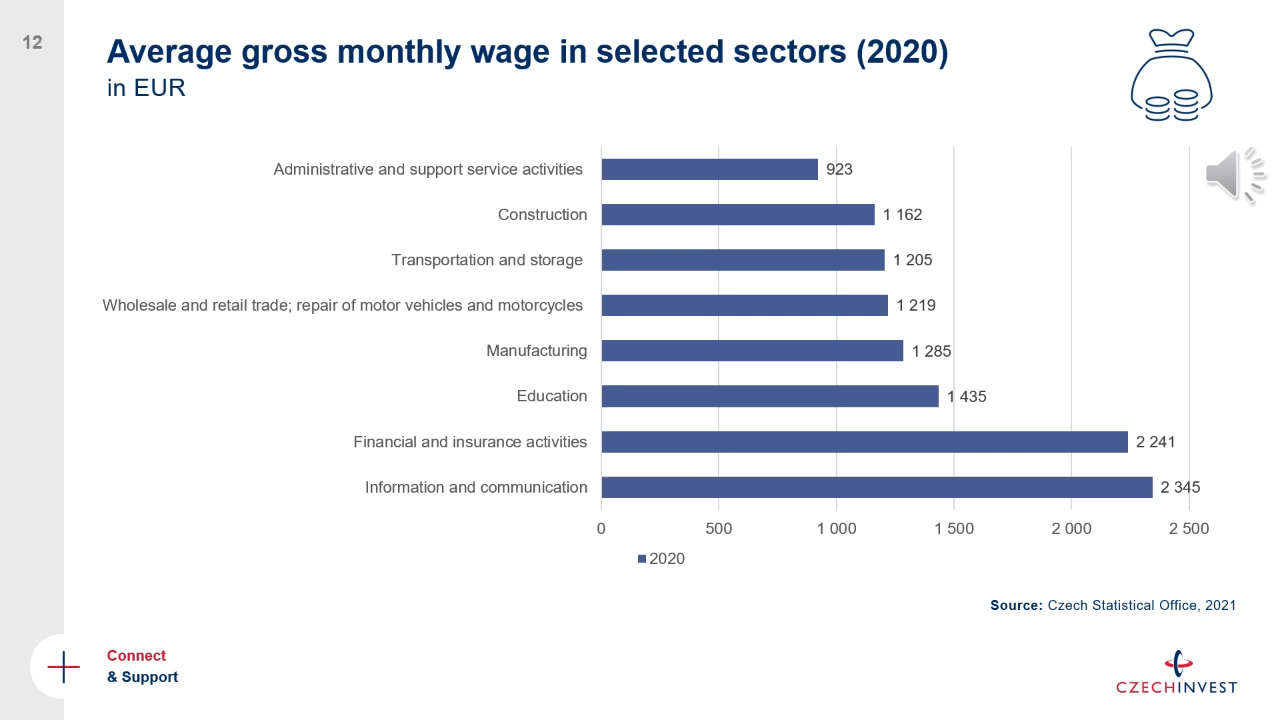 12
Average gross monthly wage in selected sectors (2020)
in EUR
Administrative and support service activities 923
Construction 1 162
Transportation and storage 1 205
Wholesale and retail trade; repair of motor vehicles and motorcycles 1 219
Manufacturing 1 285
Education 1 435
Financial and insurance activities 2 241
Information and communication 2 345
0 500 1 000 1 500 2 000 2 500
2020
Source: Czech Statistical Office, 2021
Connect
& Support
CZECHINVEST